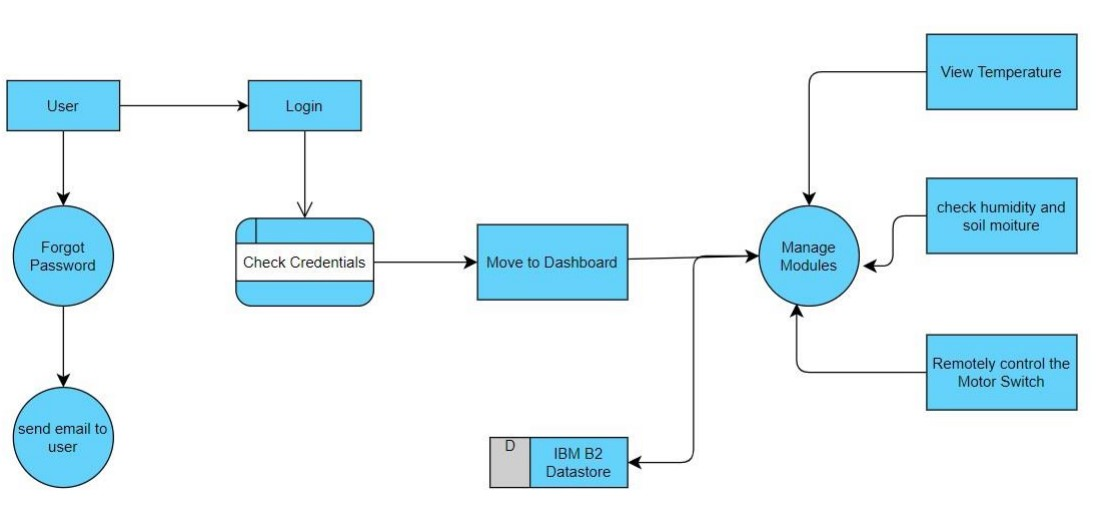 User
Login
View Temperature
Forgot
Password
Check Credentials
Move to Dashboard
Manage
Modules
check humidity and
soil moiture
send email to
user
D
IBM B2
Datastore
Remotely control the
Motor Switch